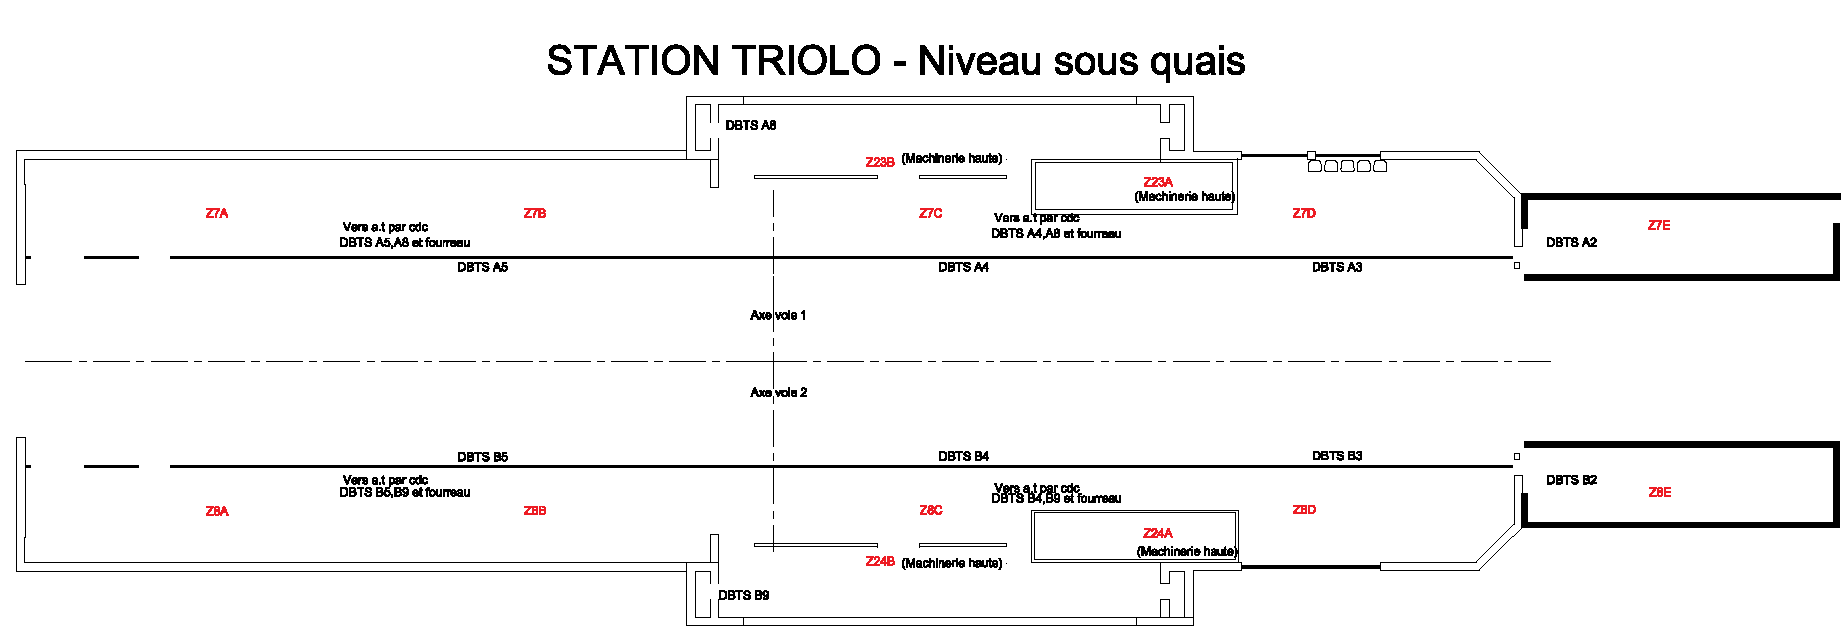 STATION TRIOLO - Niveau sous quais
DBTS A8
Z23B
(Machinerie haute)
Z23A
(Machinerie haute)
Z7A
Z7B
Z7C
Z7D
Z7E
Vers a.t par cdc
DBTS A5,A8 et fourreau
Vers a.t par cdc
DBTS A4,A8 et fourreau
DBTS A2
DBTS A5
DBTS A4
DBTS A3
Axe voie 1
Axe voie 2
DBTS B5
DBTS B4
DBTS B3
Vers a.t par cdc
DBTS B5,B9 et fourreau
Vers a.t par cdc
DBTS B4,B9 et fourreau
DBTS B2
Z8A
Z8B
Z8C
Z8D
Z8E
Z24A
(Machinerie haute)
Z24B
(Machinerie haute)
DBTS B9